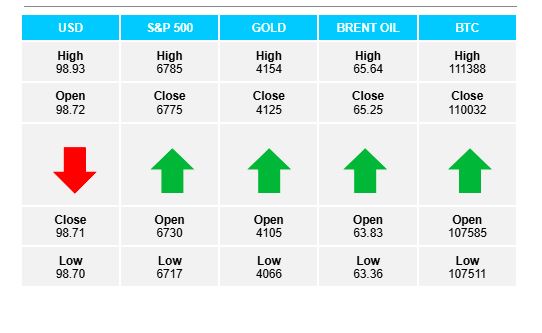 USD S&P 500 GOLD BRENT OIL BTC
High High High High High
98.93 6785 4154 65.64 111388
Open Close Close Close Close
98.72 6775 4125 65.25 110032
Close Open Open Open Open
98.71 6730 4105 63.83 107585
Low Low Low Low Low
98.70 6717 4066 63.36 107511